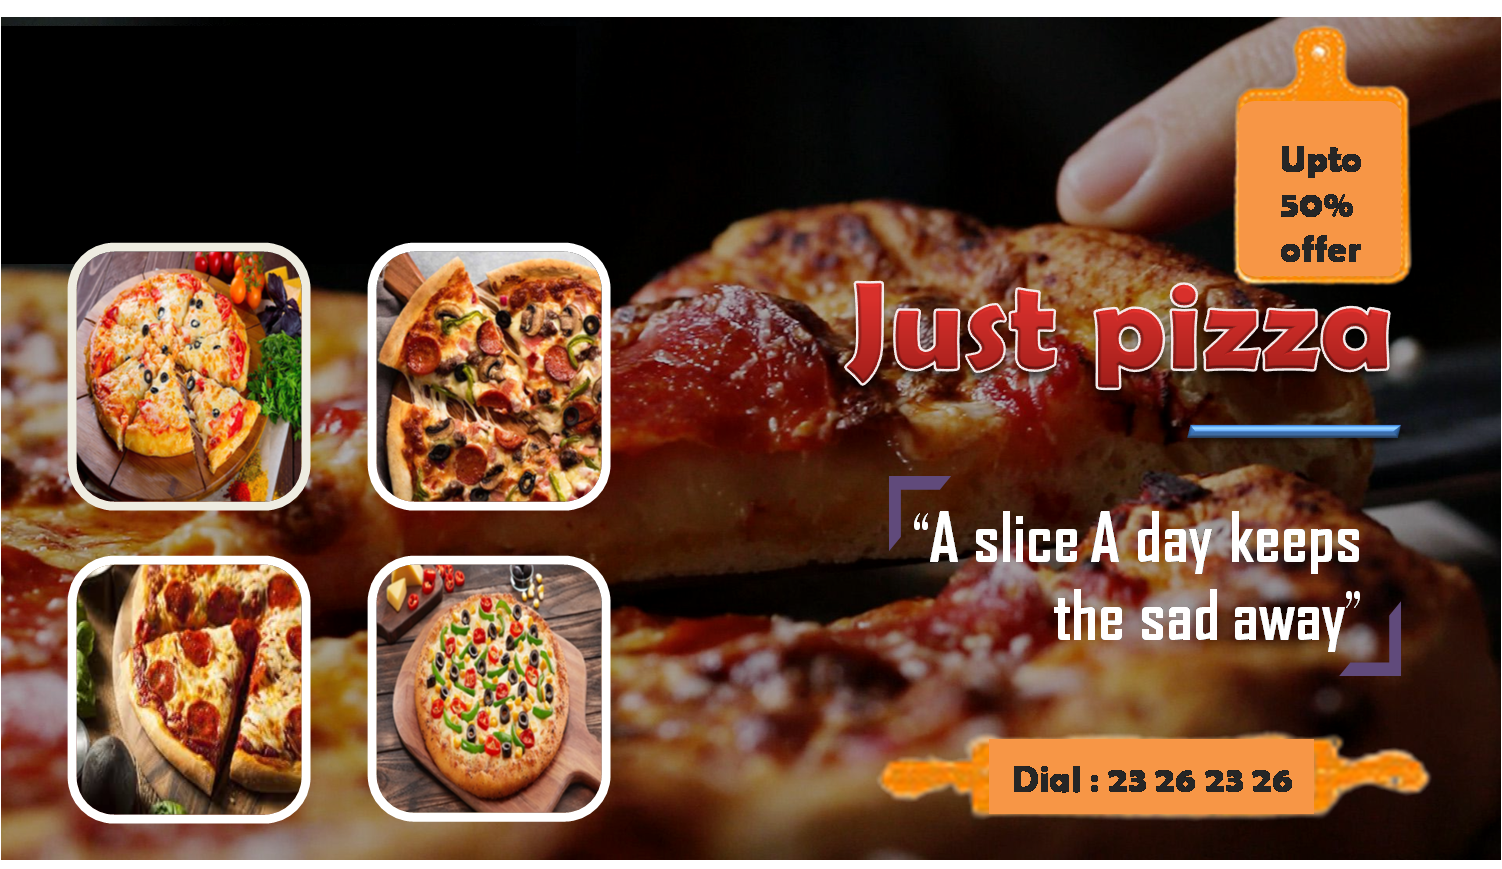 Upto
50%
offer
Just pizza
“A slice A day keeps
the sad away”
Dial : 23 26 23 26